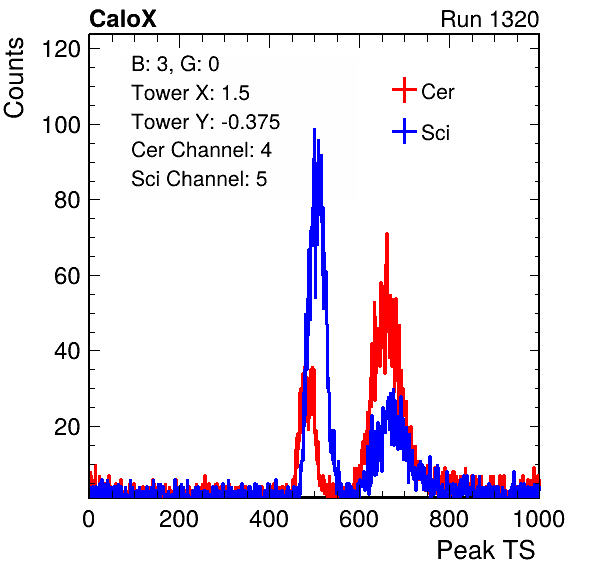 CaloX Run 1320
Counts
120
100
80
60
40
20
B: 3, G: 0
Tower X: 1.5
Tower Y: -0.375
Cer Channel: 4
Sci Channel: 5
Cer
Sci
0 200 400 600 800 1000
Peak TS